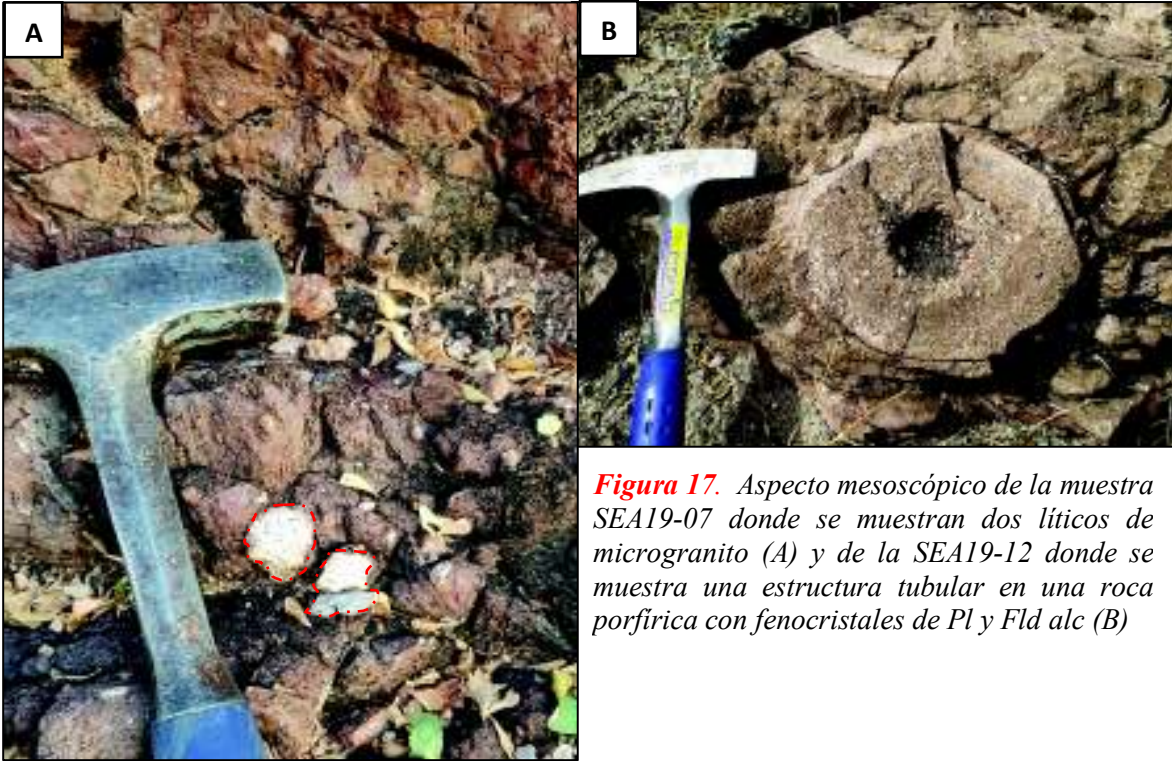 A
B
Figura 17. Aspecto mesoscópico de la muestra
SEA19-07 donde se muestran dos líticos de
microgranito (A) y de la SEA19-12 donde se
muestra una estructura tubular en una roca
porfírica con fenocristales de Pl y Fld alc (B)